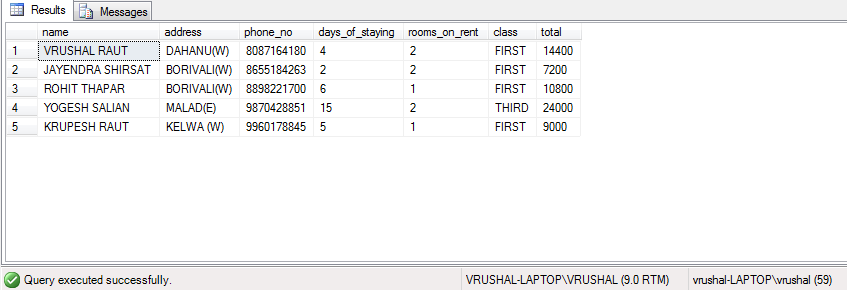 Results Messages
name address phone_no days_of_staying rooms_on_rent class total
1 VRUSHAL RAUT DAHANU(W) 8087164180 4 2 FIRST 14400
2 JAYENDRA SHIRSAT BORIVALI(W) 8655184263 2 2 FIRST 7200
3 ROHIT THAPAR BORIVALI(W) 8898221700 6 1 FIRST 10800
4 YOGESH SALIAN MALAD(E) 9870428851 15 2 THIRD 24000
5 KRUPESH RAUT KELWA (W) 9960178845 5 1 FIRST 9000
Query executed successfully. VRUSHAL-LAPTOP\VRUSHAL (9.0 RTM) vrushal-LAPTOP\vrushal (59)